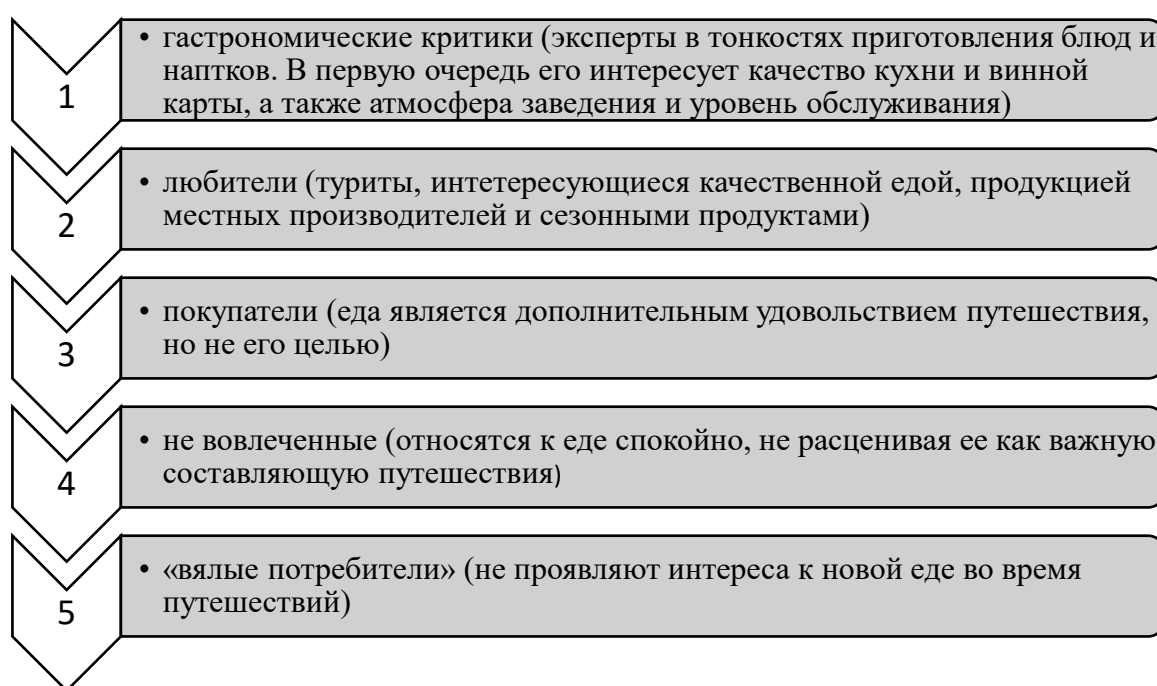 1
• гастрономические критики (эксперты в тонкостях приготовления блюд и
наптков. В первую очередь его интересует качество кухни и винной
карты, а также атмосфера заведения и уровень обслуживания)
2
• любители (туриты, интетересующиеся качественной едой, продукцией
местных производителей и сезонными продуктами)
3
• покупатели (еда является дополнительным удовольствием путешествия,
но не его целью)
4
• не вовлеченные (относятся к еде спокойно, не расценивая ее как важную
составляющую путешествия)
5
• «вялые потребители» (не проявляют интереса к новой еде во время
путешествий)